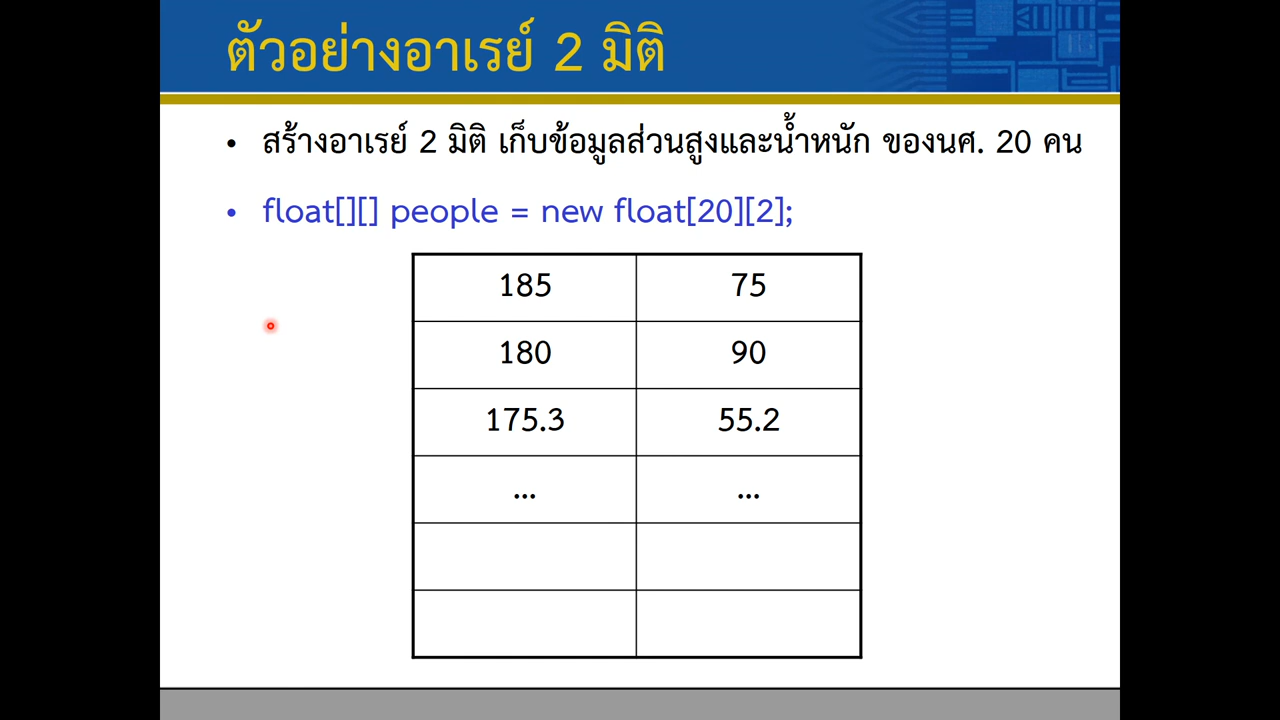 ตัวอย่างอาเรย์ 2 มิติ
• สร้างอาเรย์ 2 มิติ เก็บข้อมูลส่วนสูงและน้ำหนัก ของนศ. 20 คน
• float[][] people = new float[20][2];
185 75
180 90
175.3 55.2
... ...